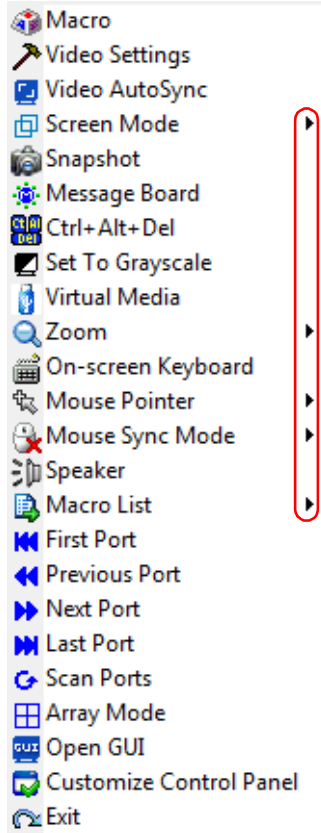 Macro
Video Settings
Video AutoSync
Screen Mode
Snapshot
Message Board
Ctrl+Alt+Del
Set To Grayscale
Virtual Media
Zoom
On-screen Keyboard
Mouse Pointer
Mouse Sync Mode
Speaker
Macro List
First Port
Previous Port
Next Port
Last Port
Scan Ports
Array Mode
GUI Open GUI
Customize Control Panel
Exit